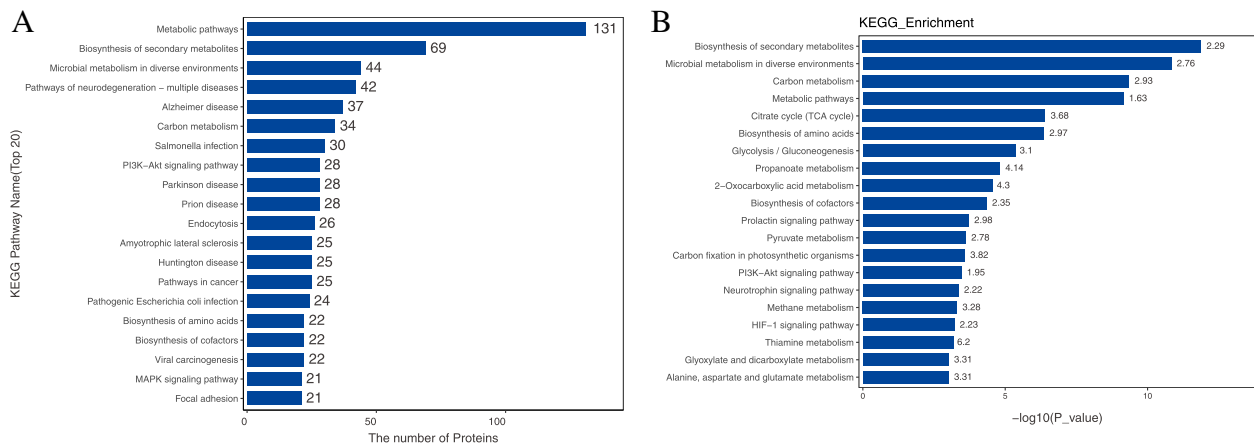 A
Metabolic pathways 131
Biosynthesis of secondary metabolites 69
Microbial metabolism in diverse environments 44
Pathways of neurodegeneration − multiple diseases 42
Alzheimer disease 37
Carbon metabolism 34
Salmonella infection 30
PI3K−Akt signaling pathway 28
Parkinson disease 28
Prion disease 28
Endocytosis 26
Amyotrophic lateral sclerosis 25
Huntington disease 25
Pathways in cancer 25
Pathogenic Escherichia coli infection 24
Biosynthesis of amino acids 22
Biosynthesis of cofactors 22
Viral carcinogenesis 22
MAPK signaling pathway 21
Focal adhesion 21
KEGG Pathway Name(Top 20)
0 50 100
The number of Proteins
B
KEGG_Enrichment
Biosynthesis of secondary metabolites 2.29
Microbial metabolism in diverse environments 2.76
Carbon metabolism 2.93
Metabolic pathways 1.63
Citrate cycle (TCA cycle) 3.68
Biosynthesis of amino acids 2.97
Glycolysis / Gluconeogenesis 3.1
Propanoate metabolism 4.14
2−Oxocarboxylic acid metabolism 4.3
Biosynthesis of cofactors 2.35
Prolactin signaling pathway 2.98
Pyruvate metabolism 2.78
Carbon fixation in photosynthetic organisms 3.82
PI3K−Akt signaling pathway 1.95
Neurotrophin signaling pathway 2.22
Methane metabolism 3.28
HIF−1 signaling pathway 2.23
Thiamine metabolism 6.2
Glyoxylate and dicarboxylate metabolism 3.31
Alanine, aspartate and glutamate metabolism 3.31
0 5 10
−log10(P_value)